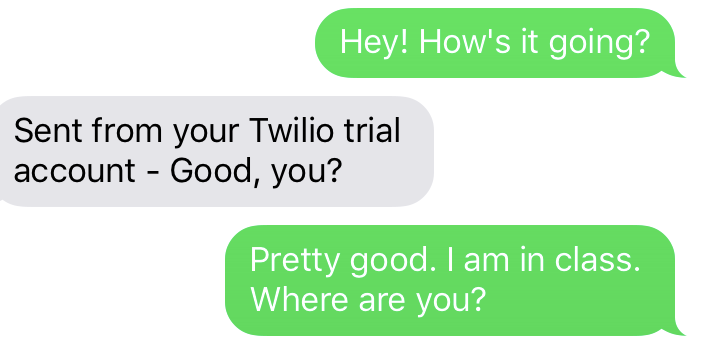 Hey! How's it going?
Sent from your Twilio trial
account - Good, you?
Pretty good. I am in class.
Where are you?